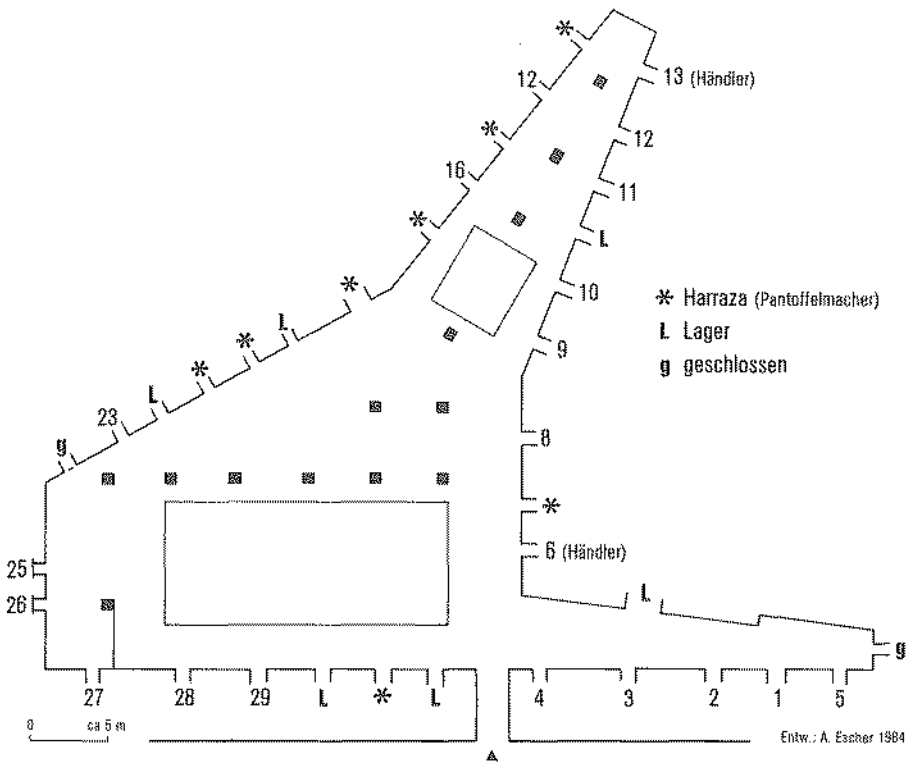 *
12
13 (Händler)
*
12
16
11
*
L
*
10
* Harraza (Pantoffelmacher)
L Lager
g geschlossen
L
*
9
*
L
23
8
g
*
6 (Händler)
25
26
L
g
27 28 29 L * L 4 3 2 1 5
0 ca 5 m
Entw.: A. Escher 1984